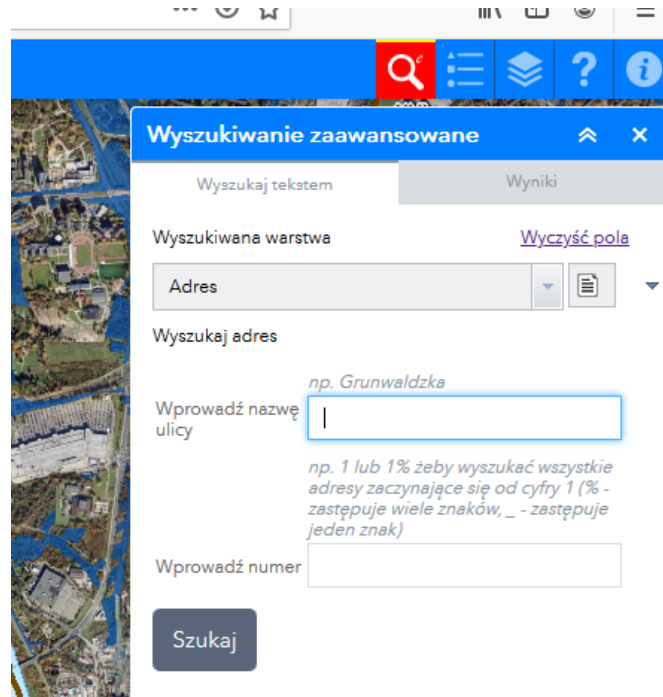 Wyszukiwanie zaawansowane
Wyszukaj tekstem
Wyniki
Wyszukiwana warstwa
Wyczyść pola
Adres
Wyszukaj adres
np. Grunwaldzka
Wprowadź nazwę
ulicy
np. 1 lub 1% żeby wyszukać wszystkie
adresy zaczynające się od cyfry 1 (% -
zastępuje wiele znaków, _ - zastępuje
jeden znak)
Wprowadź numer
Szukaj